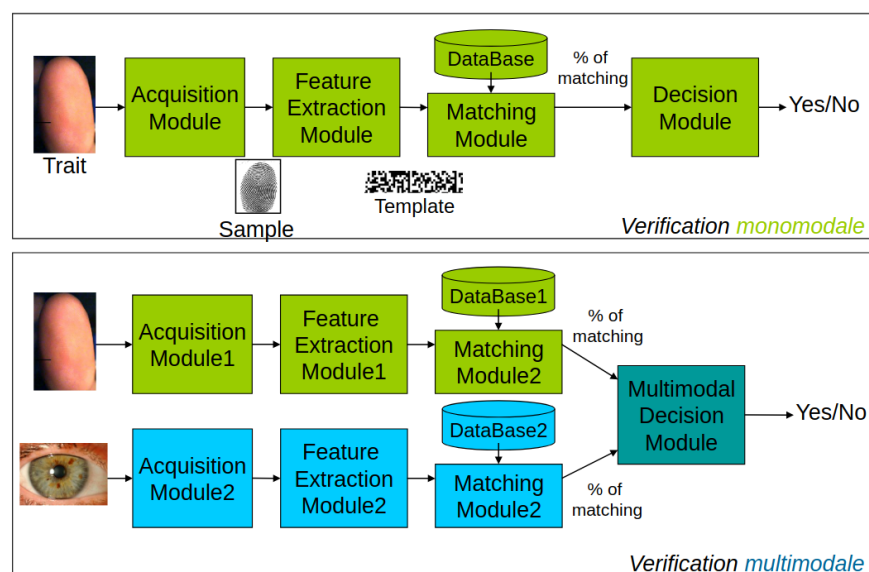 Trait
Acquisition
Module
Sample
Feature
Extraction
Module
Template
DataBase
Matching
Module
% of
matching
Decision
Module
Yes/No
Verification monomodale
Acquisition
Module1
Feature
Extraction
Module1
DataBase1
Matching
Module2
% of
matching
Acquisition
Module2
Feature
Extraction
Module2
DataBase2
Matching
Module2
% of
matching
Multimodal
Decision
Module
Yes/No
Verification multimodale